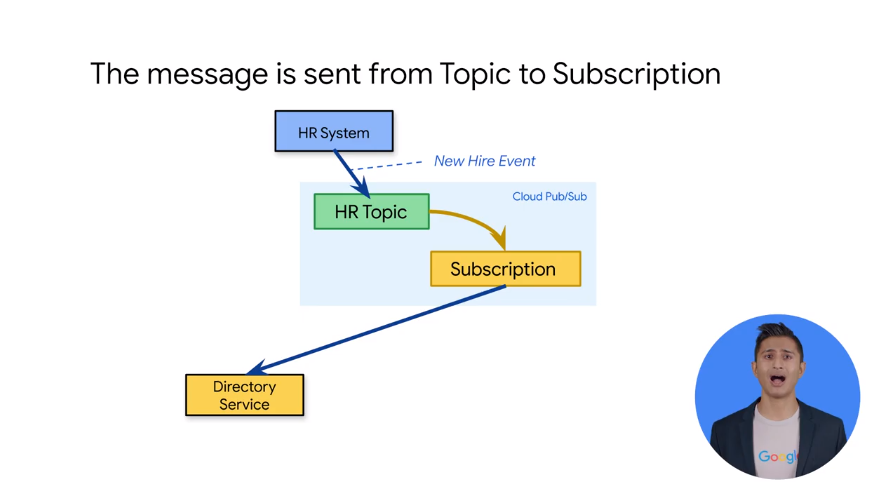 The message is sent from Topic to Subscription
HR System
New Hire Event
Cloud Pub/Sub
HR Topic
Subscription
Directory
Service
Google